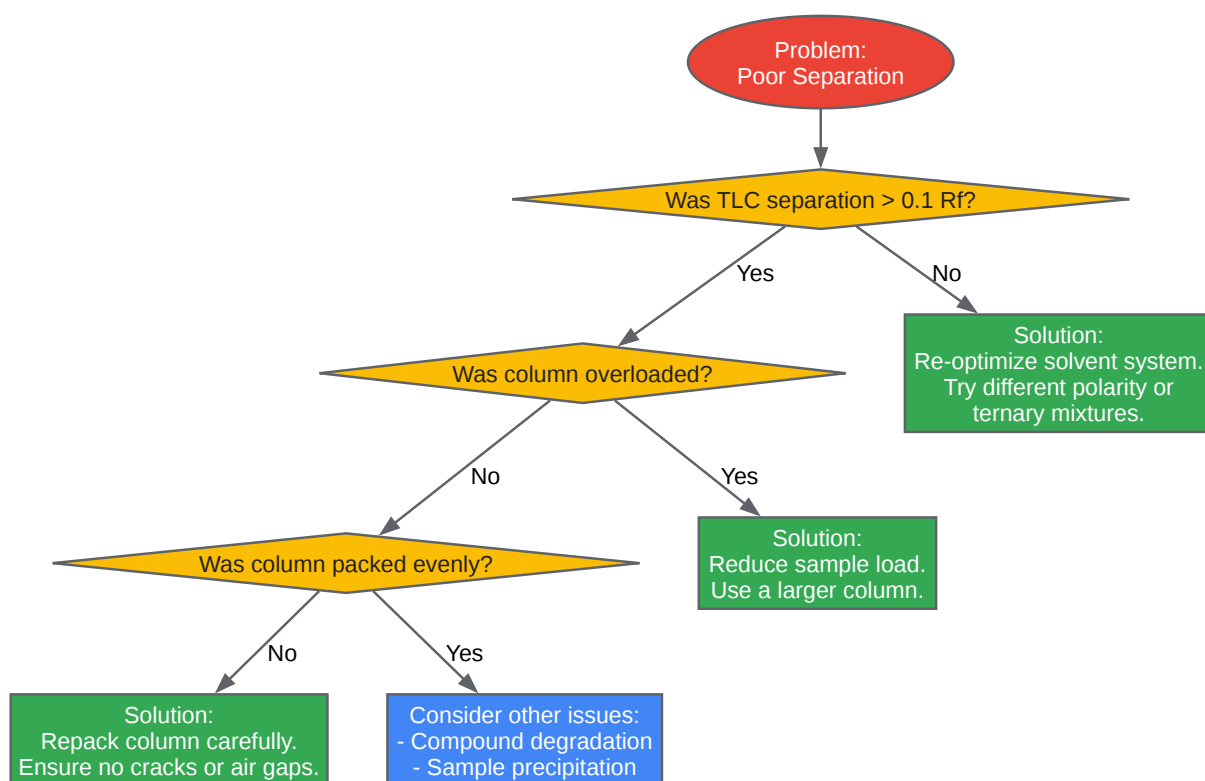 Problem:
Poor Separation
Was TLC separation > 0.1 Rf?
Yes
No
Solution:
Re-optimize solvent system.
Try different polarity or
ternary mixtures.
Was column overloaded?
No
Yes
Solution:
Reduce sample load.
Use a larger column.
Was column packed evenly?
No
Yes
Solution:
Repack column carefully.
Ensure no cracks or air gaps.
Consider other issues:
- Compound degradation
- Sample precipitation